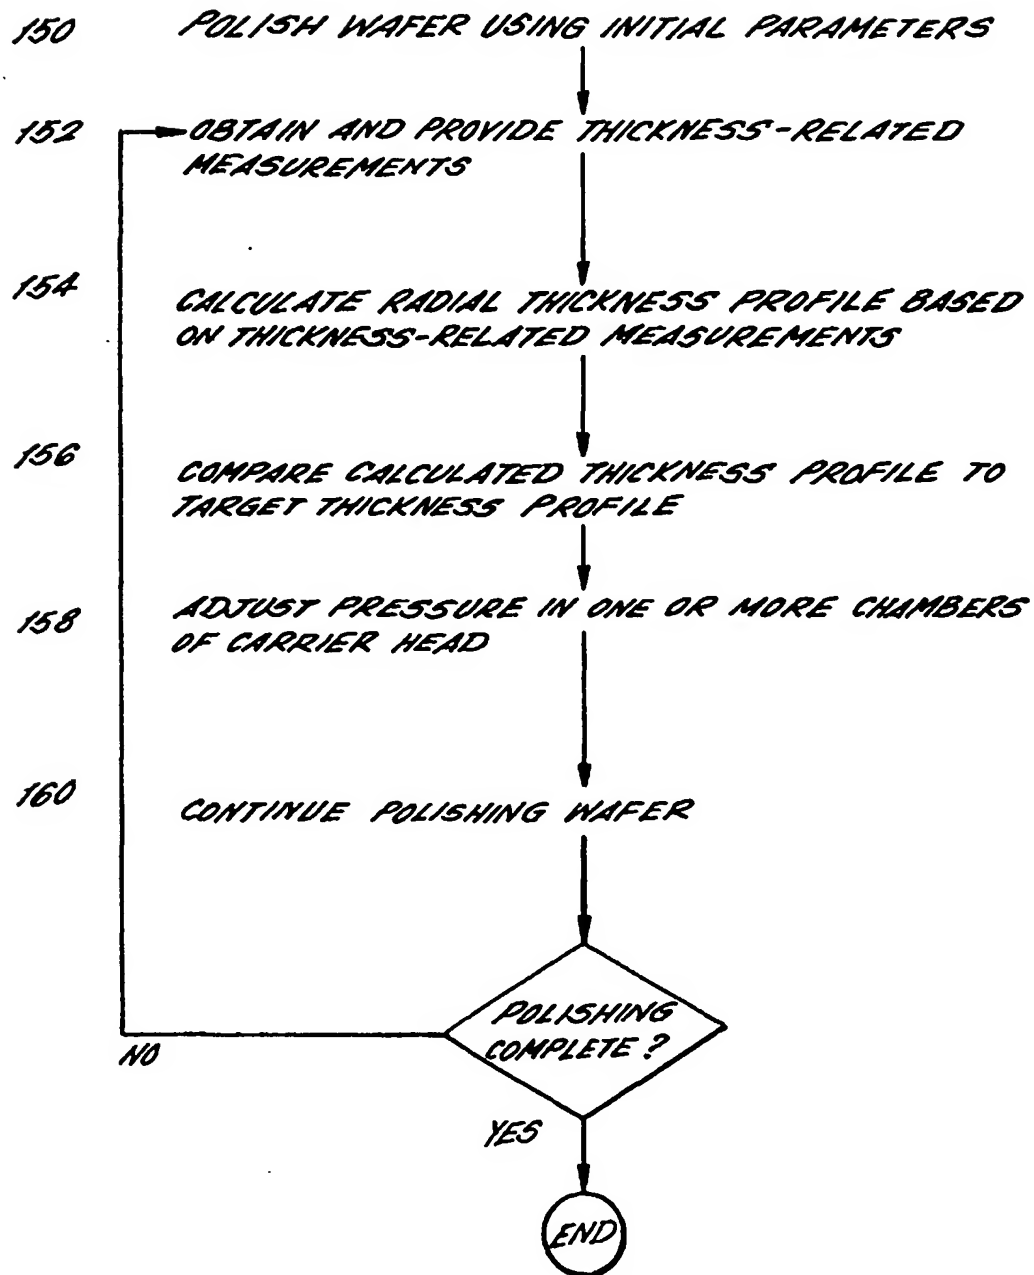 150 POLISH WAFER USING INITIAL PARAMETERS
152 OBTAIN AND PROVIDE THICKNESS-RELATED
MEASUREMENTS
154 CALCULATE RADIAL THICKNESS PROFILE BASED
ON THICKNESS-RELATED MEASUREMENTS
156 COMPARE CALCULATED THICKNESS PROFILE TO
TARGET THICKNESS PROFILE
158 ADJUST PRESSURE IN ONE OR MORE CHAMBERS
OF CARRIER HEAD
160 CONTINUE POLISHING WAFER
POLISHING
COMPLETE?
NO
YES
END